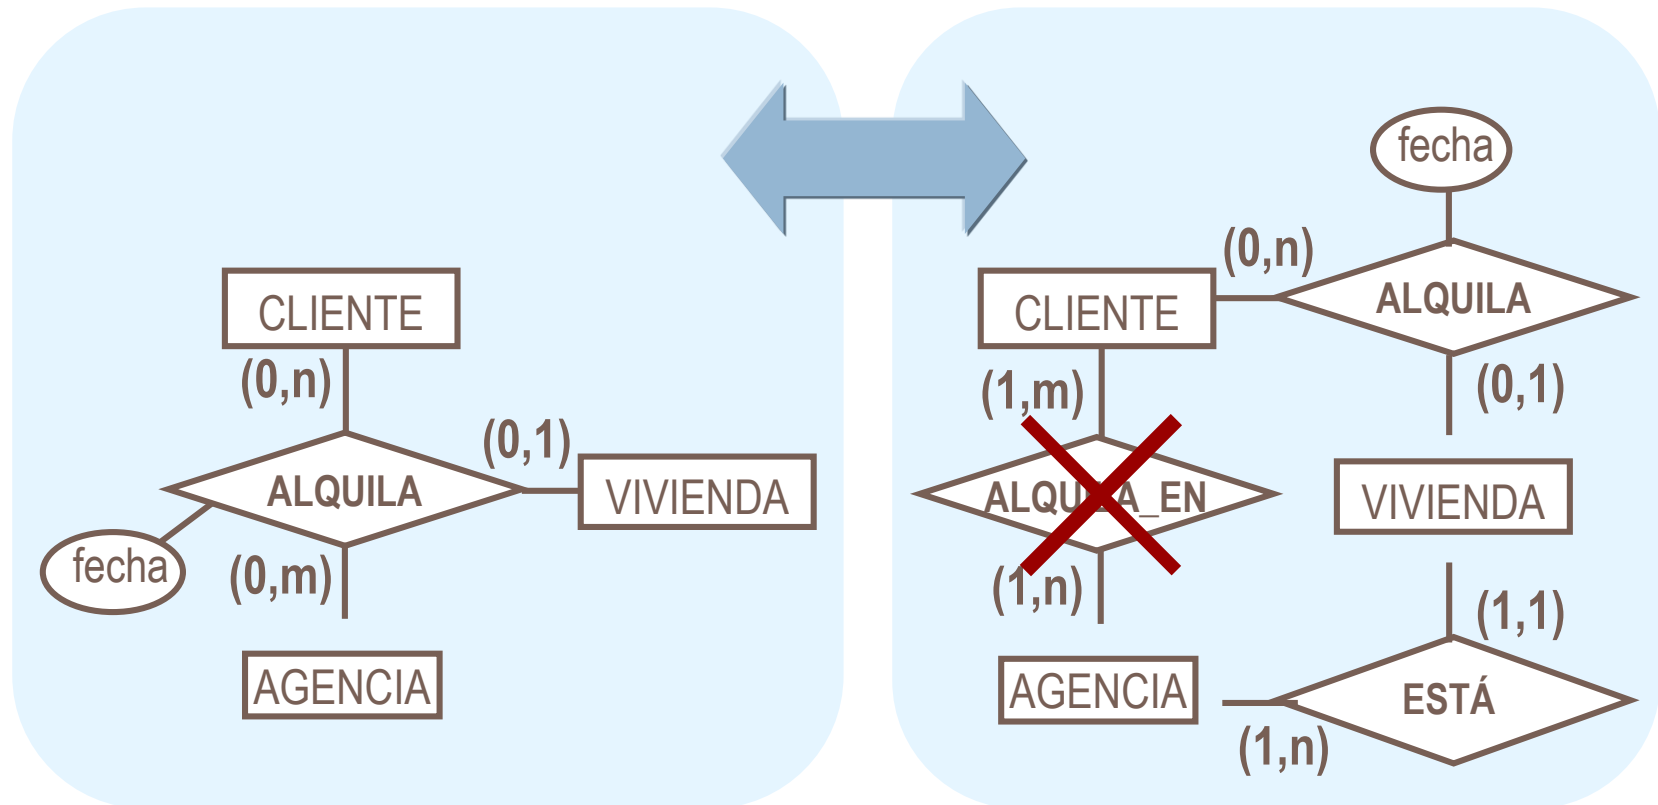 CLIENTE
(0,n)
(0,1)
ALQUILA
VIVIENDA
fecha
(0,m)
AGENCIA
fecha
(0,n)
CLIENTE
ALQUILA
(1,m)
(0,1)
ALQUILA_EN
VIVIENDA
(1,n)
(1,1)
AGENCIA
ESTÁ
(1,n)